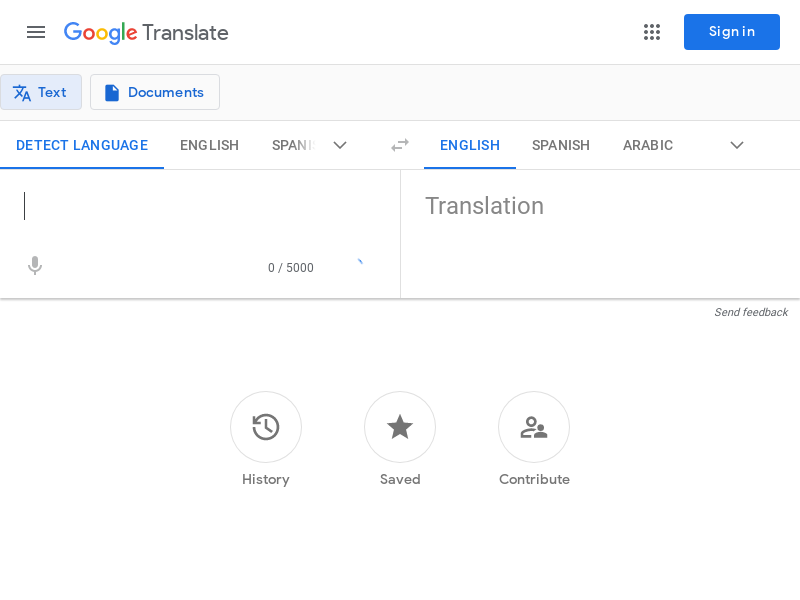 Google Translate
Sign in
Text
Documents
DETECT LANGUAGE
ENGLISH
SPANI
ENGLISH
SPANISH
ARABIC
Translation
0 / 5000
Send feedback
History
Saved
Contribute